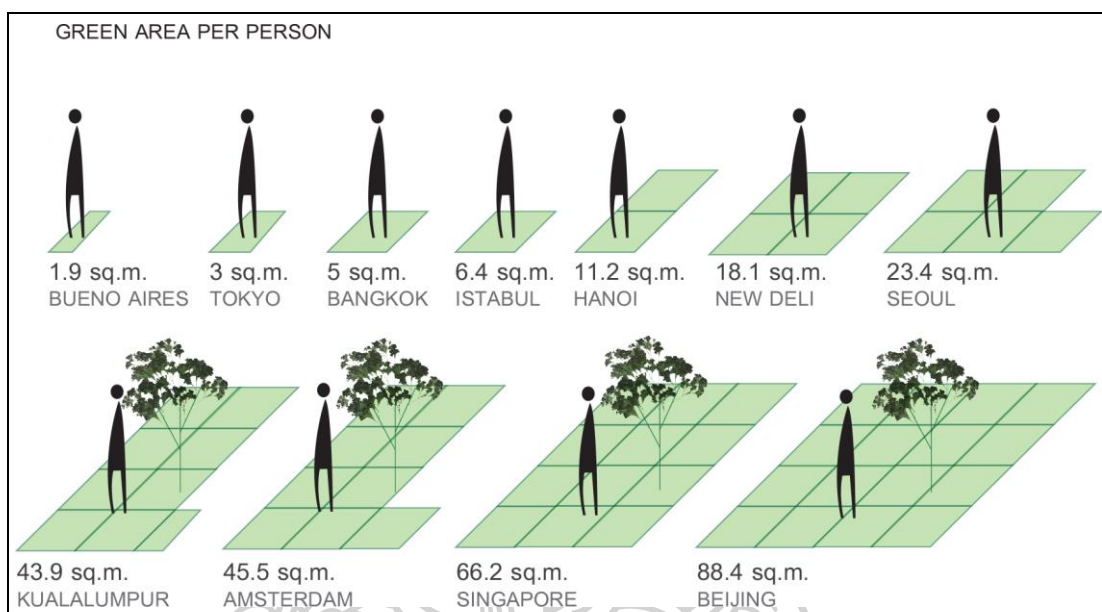 GREEN AREA PER PERSON
1.9 sq.m.
BUENO AIRES
3 sq.m.
TOKYO
5 sq.m.
BANGKOK
6.4 sq.m.
ISTABUL
11.2 sq.m.
HANOI
18.1 sq.m.
NEW DELI
23.4 sq.m.
SEOUL
43.9 sq.m.
KUALALUMPUR
45.5 sq.m.
AMSTERDAM
66.2 sq.m.
SINGAPORE
88.4 sq.m.
BEIJING